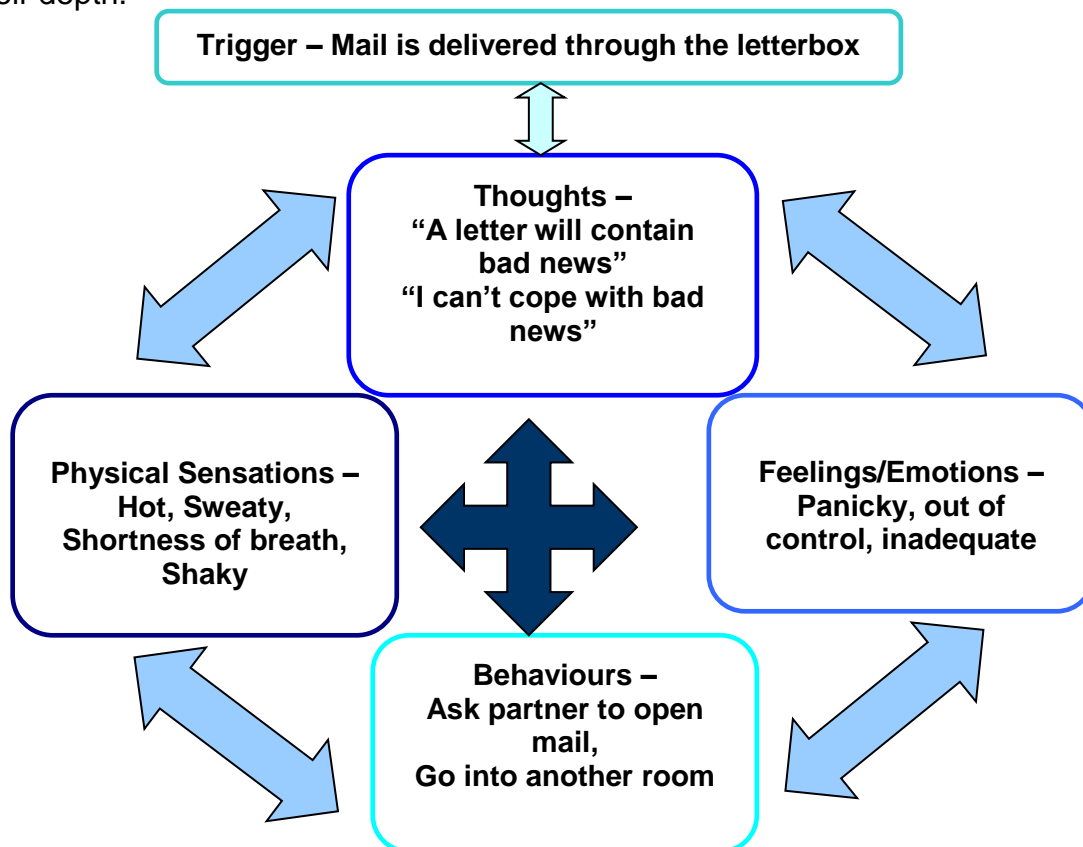 depth.
Trigger – Mail is delivered through the letterbox
Thoughts –
“A letter will contain
bad news”
“I can’t cope with bad
news”
Physical Sensations –
Hot, Sweaty,
Shortness of breath,
Shaky
Feelings/Emotions –
Panicky, out of
control, inadequate
Behaviours –
Ask partner to open
mail,
Go into another room